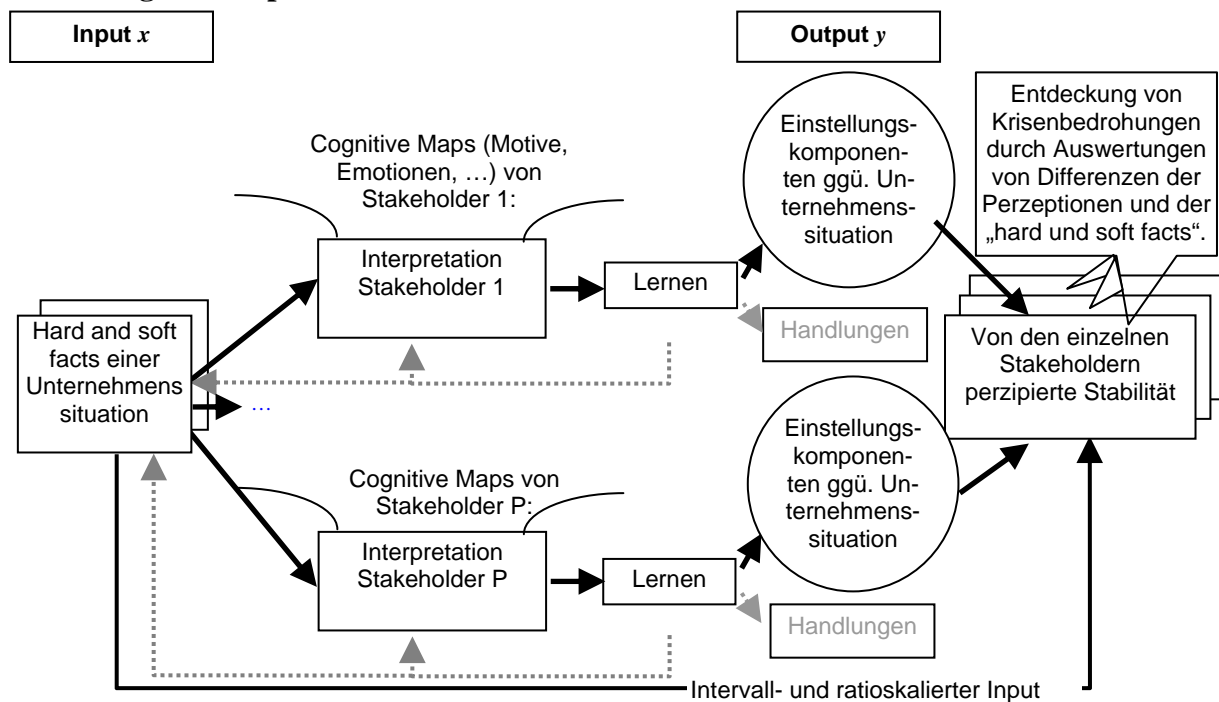 Input x
Output y
Entdeckung von
Krisenbedrohungen
durch Auswertungen
von Differenzen der
Perzeptionen und der
„hard und soft facts“.
Cognitive Maps (Motive,
Emotionen, …) von
Stakeholder 1:
Interpretation
Stakeholder 1
Lernen
Einstellungs-
komponen-
ten ggü. Un-
ternehmens-
situation
Handlungen
Hard and soft
facts einer
Unternehmens
situation
…
Von den einzelnen
Stakeholdern
perzipierte Stabilität
Cognitive Maps von
Stakeholder P:
Interpretation
Stakeholder P
Lernen
Einstellungs-
komponen-
ten ggü. Un-
ternehmens-
situation
Handlungen
Intervall- und ratioskalierter Input